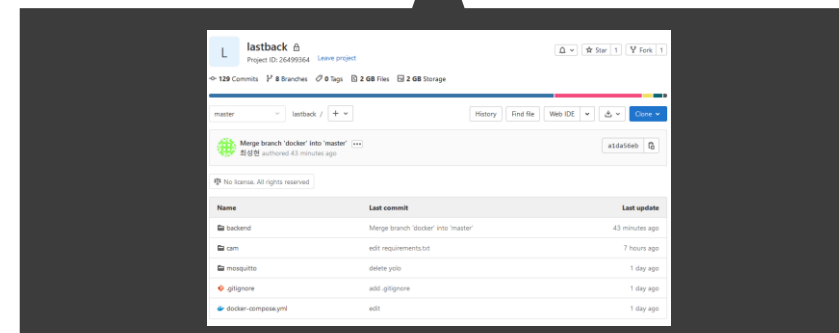 L
lastback
Project ID: 26499364 Leave project
Star 1
Fork 1
129 Commits 8 Branches 0 Tags 2 GB Files 2 GB Storage
master
lastback / +
History
Find file
Web IDE
Clone
Merge branch 'docker' into 'master'
최성현 authored 43 minutes ago
a1da56eb
No license. All rights reserved
Name Last commit Last update
backend Merge branch 'docker' into 'master' 43 minutes ago
cam edit requirements.txt 7 hours ago
mosquitto delete yolo 1 day ago
.gitignore add .gitignore 1 day ago
docker-compose.yml edit 1 day ago